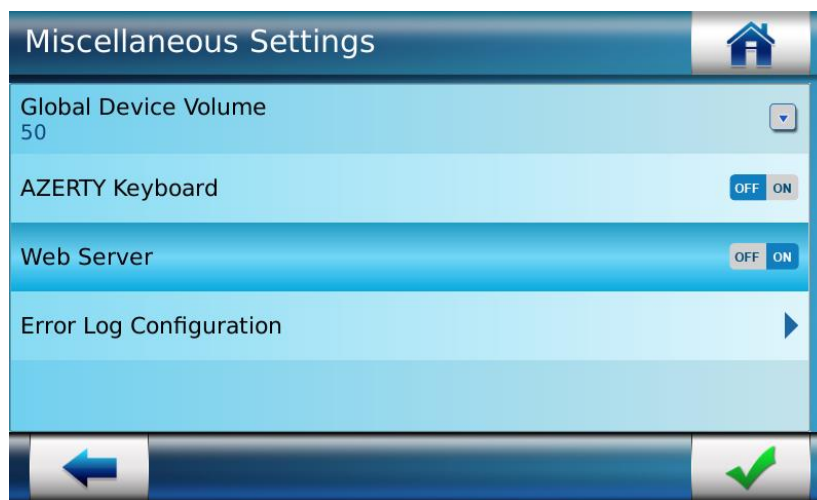 Miscellaneous Settings
Global Device Volume
50
AZERTY Keyboard
OFF ON
Web Server
OFF ON
Error Log Configuration